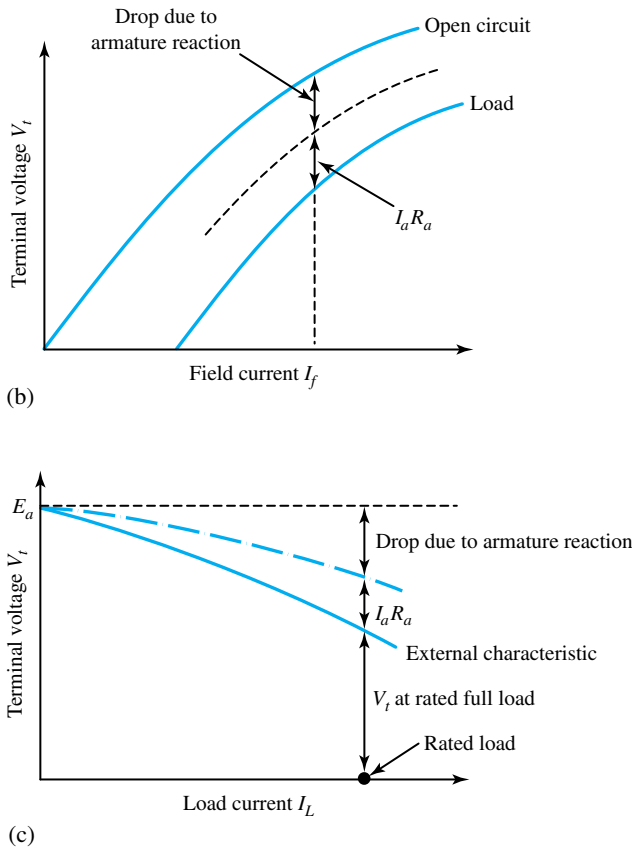 Drop due to
armature reaction
Open circuit
Load
Terminal voltage Vt
IaRa
Field current If
(b)
Ea
Drop due to armature reaction
IaRa
Terminal voltage Vt
External characteristic
Vt at rated full load
Rated load
Load current IL
(c)